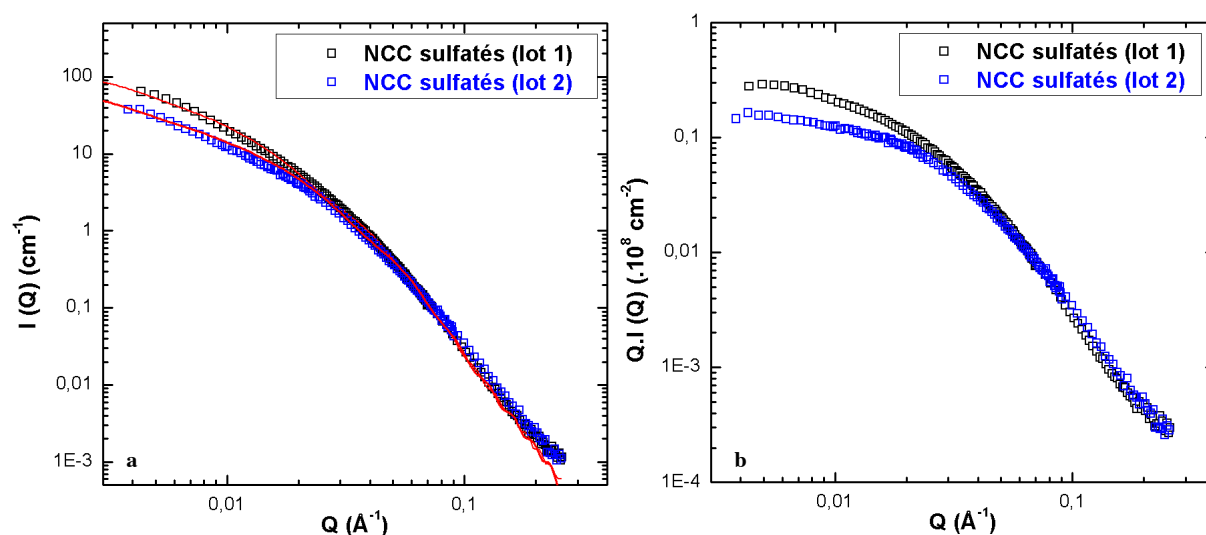 NCC sulfatés (lot 1)
NCC sulfatés (lot 2)
100
10
1
0,1
0,01
1E-3
I (Q) (cm⁻¹)
a
0,01
0,1
Q (Å⁻¹)
NCC sulfatés (lot 1)
NCC sulfatés (lot 2)
1
0,1
0,01
1E-3
1E-4
Q.I (Q) (.10⁸ cm⁻²)
b
0,01
0,1
Q (Å⁻¹)